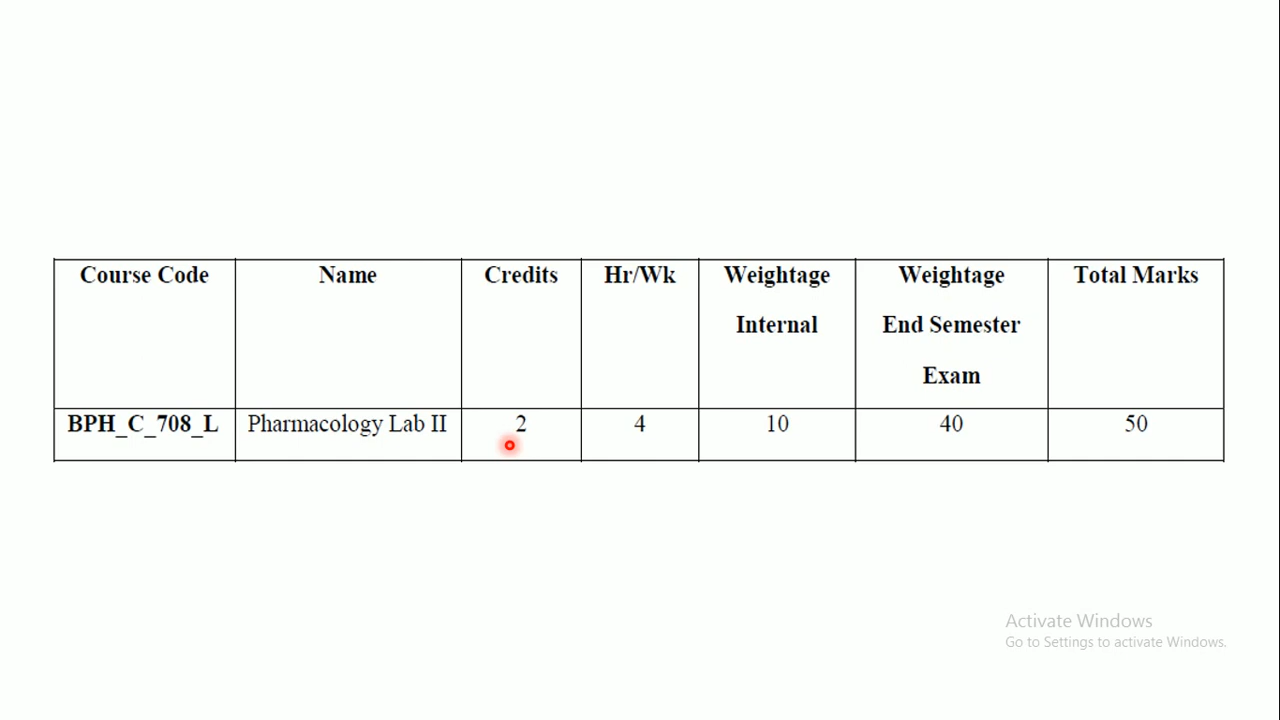 Course Code Name Credits Hr/Wk Weightage Weightage Total Marks
Internal End Semester
Exam
BPH_C_708_L Pharmacology Lab II 2 4 10 40 50
Activate Windows
Go to Settings to activate Windows.